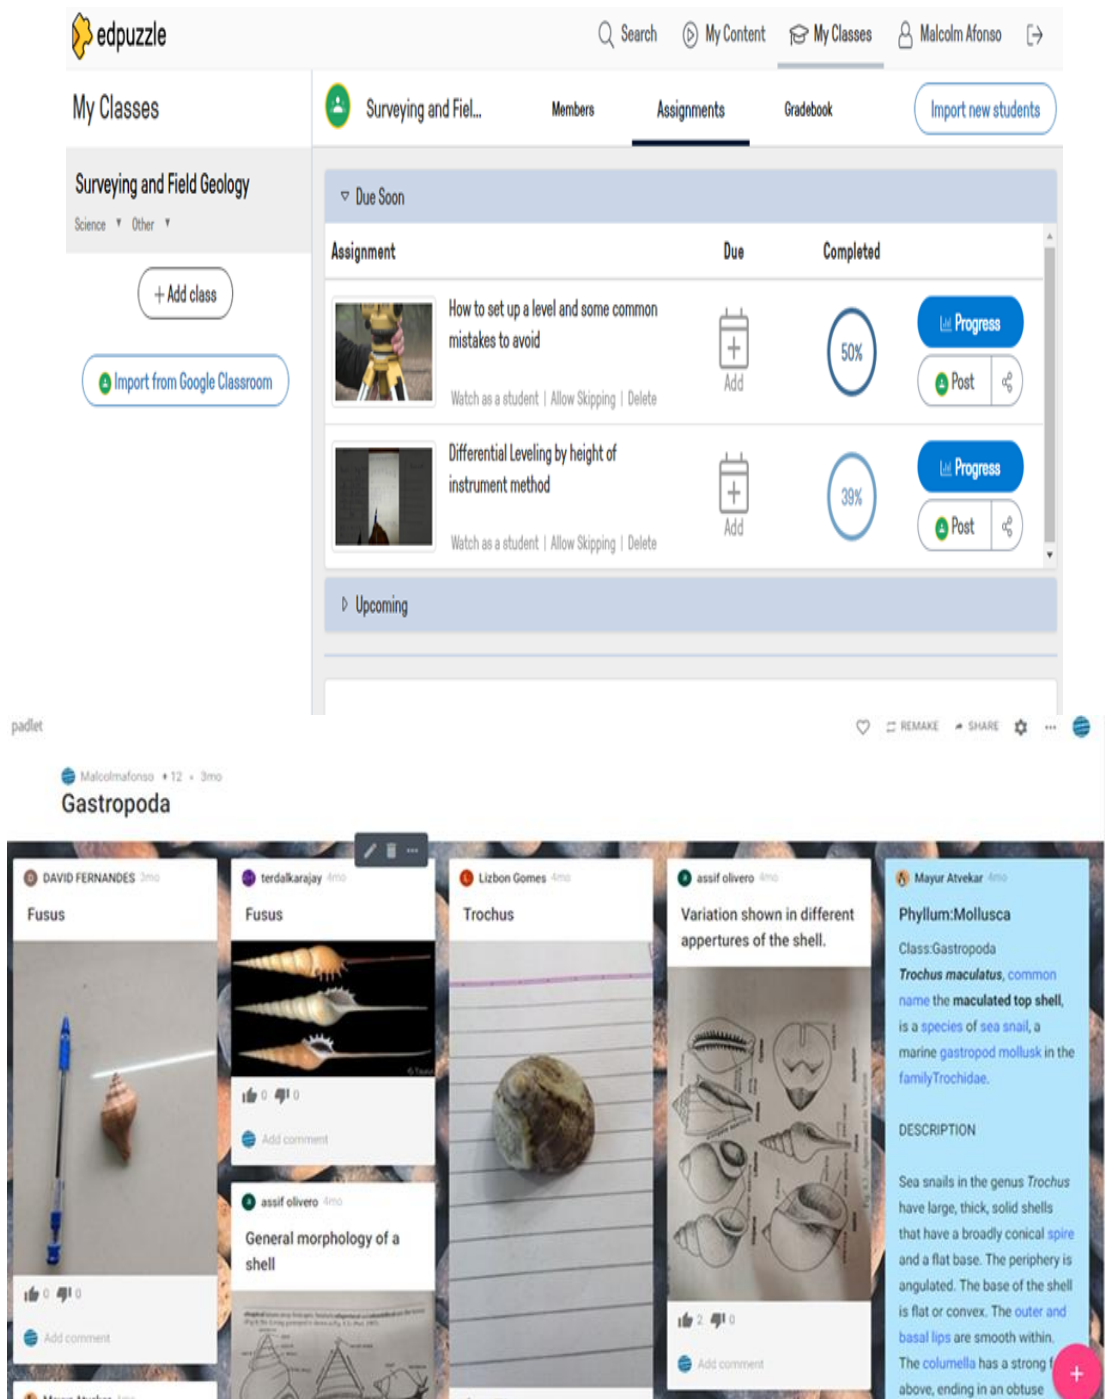 edpuzzle
Search
My Content
My Classes
Malcolm Afonso
My Classes
Surveying and Fiel...
Members
Assignments
Gradebook
Import new students
Surveying and Field Geology
Science ▼ Other ▼
+ Add class
Import from Google Classroom
Due Soon
Assignment
Due
Completed
How to set up a level and some common
mistakes to avoid
Watch as a student | Allow Skipping | Delete
Add
50%
Progress
Post
Differential Leveling by height of
instrument method
Watch as a student | Allow Skipping | Delete
Add
39%
Progress
Post
Upcoming
padlet
REMAKE
SHARE
Malcolmafonso + 12 • 3mo
Gastropoda
DAVID FERNANDES 3mo
Fusus
0 0
Add comment
terdalkarajay 4mo
Fusus
0 0
Add comment
assif olivero 4mo
General morphology of a
shell
Lizbon Gomes 4mo
Trochus
assif olivero 4mo
Variation shown in different
appertures of the shell.
2 0
Add comment
Mayur Atvekar 4mo
Phyllum:Mollusca
Class:Gastropoda
Trochus maculatus, common
name the maculated top shell,
is a species of sea snail, a
marine gastropod mollusk in the
familyTrochidae.
DESCRIPTION
Sea snails in the genus Trochus
have large, thick, solid shells
that have a broadly conical spire
and a flat base. The periphery is
angulated. The base of the shell
is flat or convex. The outer and
basal lips are smooth within.
The columella has a strong f
above, ending in an obtuse